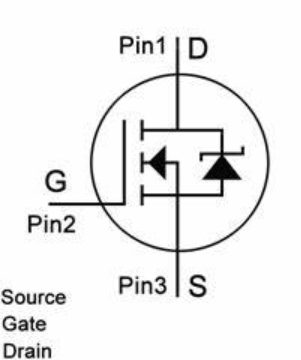 Pin1 D
G
Pin2
Pin3 S
Source
Gate
Drain